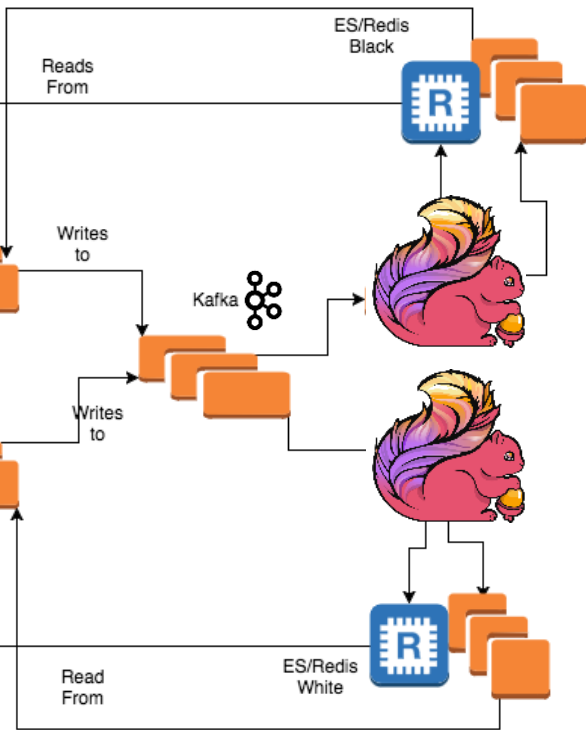 ES/Redis
Black
Reads
From
R
Writes
to
Kafka
Writes
to
R
ES/Redis
White
Read
From